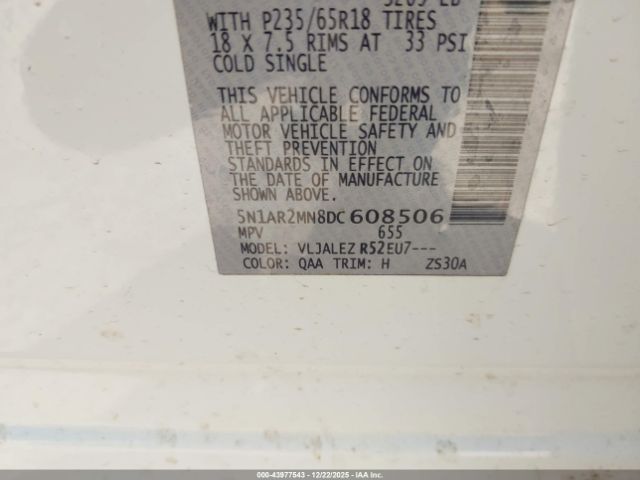 WITH P235/65R18 TIRES
18 X 7.5 RIMS AT 33 PSI
COLD SINGLE
THIS VEHICLE CONFORMS TO
ALL APPLICABLE FEDERAL
MOTOR VEHICLE SAFETY AND
THEFT PREVENTION
STANDARDS IN EFFECT ON
THE DATE OF MANUFACTURE
SHOWN ABOVE.
5N1AR2MN8DC608506
MPV 655
MODEL: VLJALEZ R52EU7---
COLOR: QAA TRIM: H ZS30A
000-43977543 - 12/22/2025 - COPART.COM